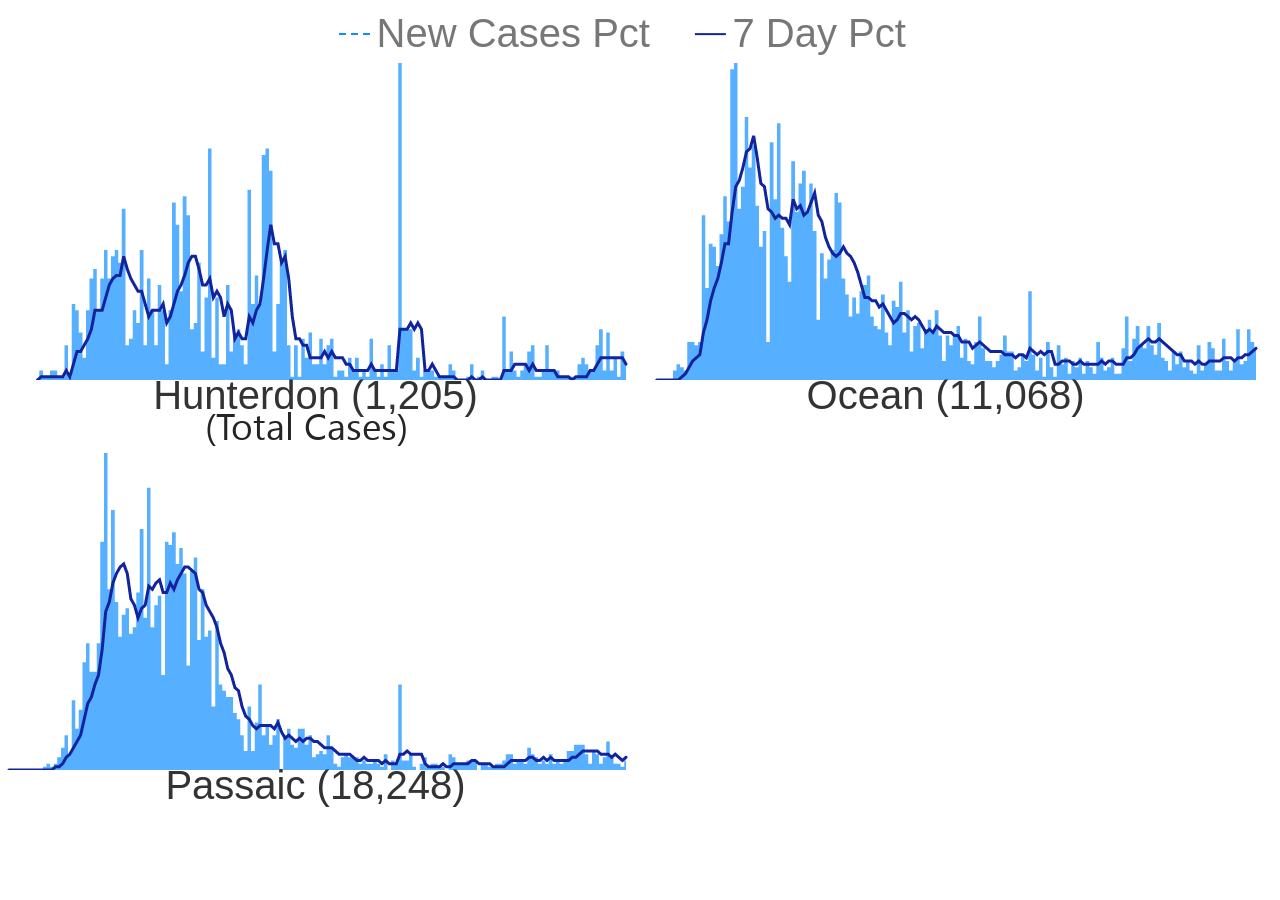 New Cases Pct 7 Day Pct
Hunterdon (1,205)
(Total Cases)
Ocean (11,068)
Passaic (18,248)